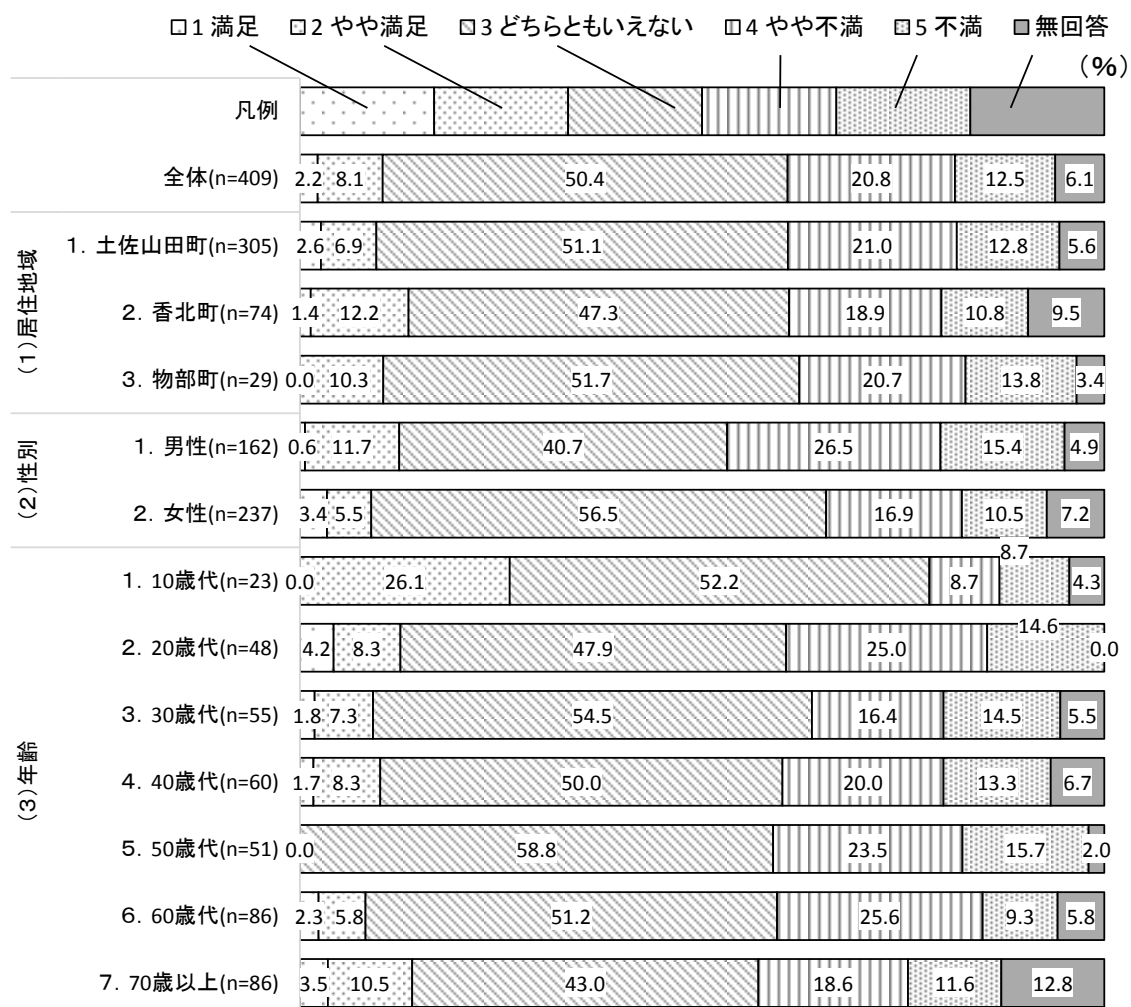 1 満足 2 やや満足 3 どちらともいえない 4 やや不満 5 不満 無回答
(%)
凡例
全体(n=409) 2.2 8.1 50.4 20.8 12.5 6.1
(1)居住地域
1. 土佐山田町(n=305) 2.6 6.9 51.1 21.0 12.8 5.6
2. 香北町(n=74) 1.4 12.2 47.3 18.9 10.8 9.5
3. 物部町(n=29) 0.0 10.3 51.7 20.7 13.8 3.4
(2)性別
1. 男性(n=162) 0.6 11.7 40.7 26.5 15.4 4.9
2. 女性(n=237) 3.4 5.5 56.5 16.9 10.5 7.2
(3)年齢
1. 10歳代(n=23) 0.0 26.1 52.2 8.7 8.7 4.3
2. 20歳代(n=48) 4.2 8.3 47.9 25.0 14.6 0.0
3. 30歳代(n=55) 1.8 7.3 54.5 16.4 14.5 5.5
4. 40歳代(n=60) 1.7 8.3 50.0 20.0 13.3 6.7
5. 50歳代(n=51) 0.0 58.8 23.5 15.7 2.0
6. 60歳代(n=86) 2.3 5.8 51.2 25.6 9.3 5.8
7. 70歳以上(n=86) 3.5 10.5 43.0 18.6 11.6 12.8